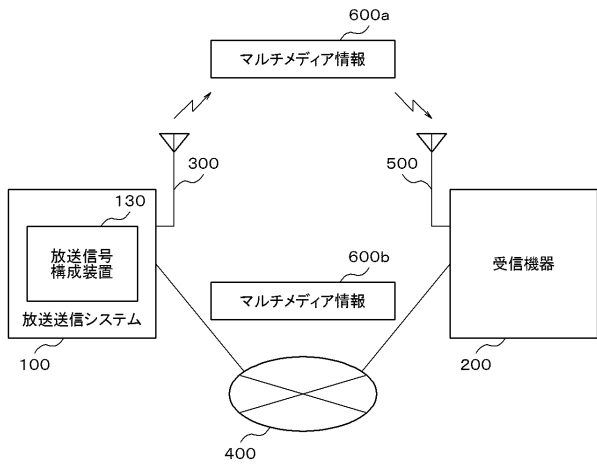 600a
マルチメディア情報
300
500
130
放送信号
構成装置
放送送信システム
100
600b
マルチメディア情報
受信機器
200
400